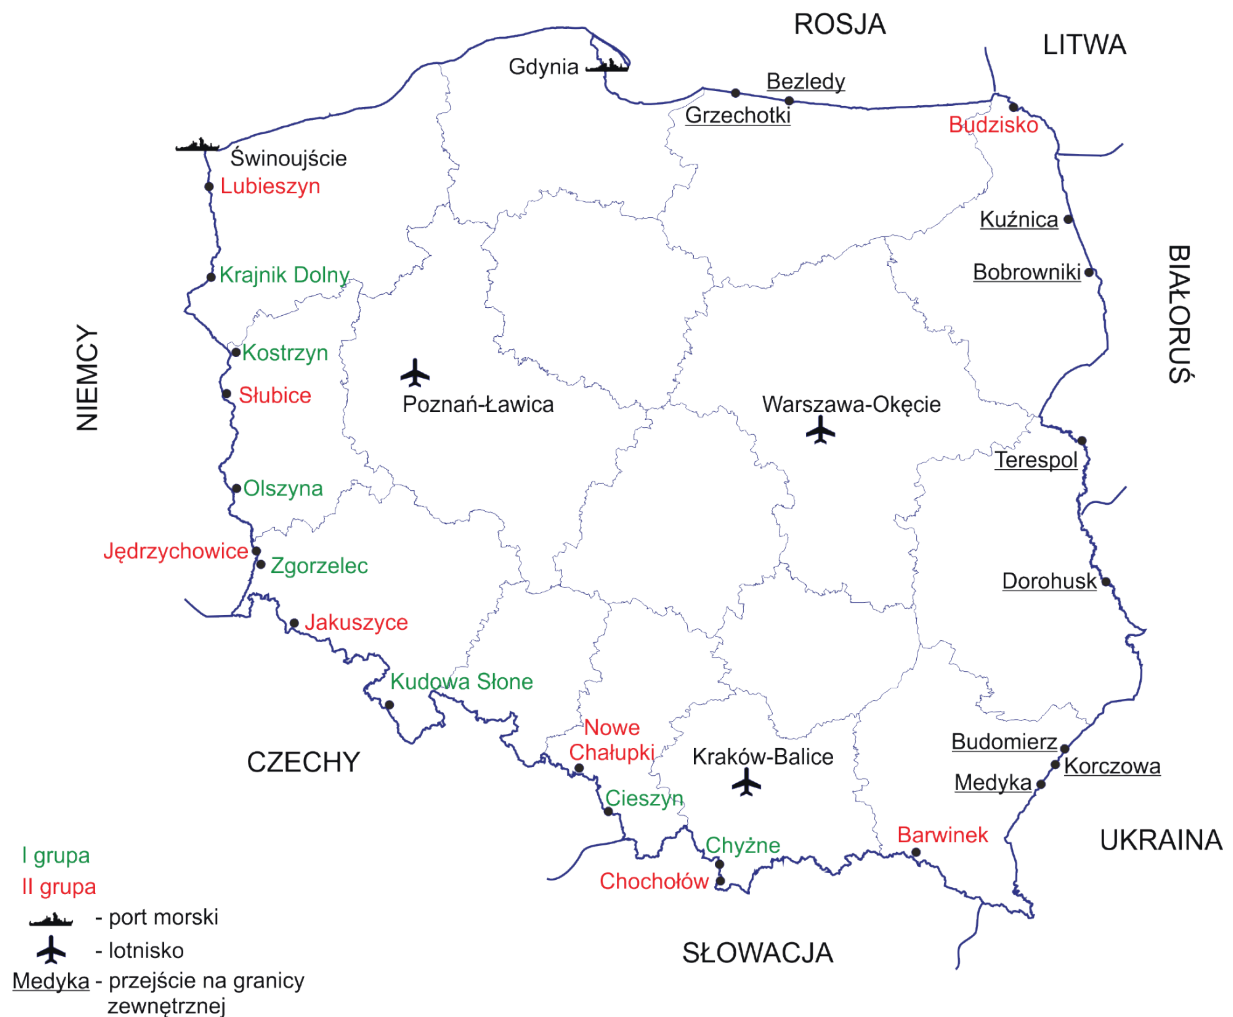 ROSJA
LITWA
Gdynia
Bezledy
Grzechotki
Budzisko
Świnoujście
Lubieszyn
Kuźnica
Krajnik Dolny
Bobrowniki
BIAŁORUŚ
NIEMCY
Kostrzyn
Słubice
Poznań-Ławica
Warszawa-Okęcie
Terespol
Olszyna
Jędrzychowice
Zgorzelec
Dorohusk
Jakuszyce
Kudowa Słone
Nowe
Chałupki
CZECHY
Kraków-Balice
Budomierz
Korczowa
Medyka
Cieszyn
Chyżne
Barwinek
UKRAINA
Chochołów
SŁOWACJA
I grupa
II grupa
- port morski
- lotnisko
Medyka - przejście na granicy
zewnętrznej